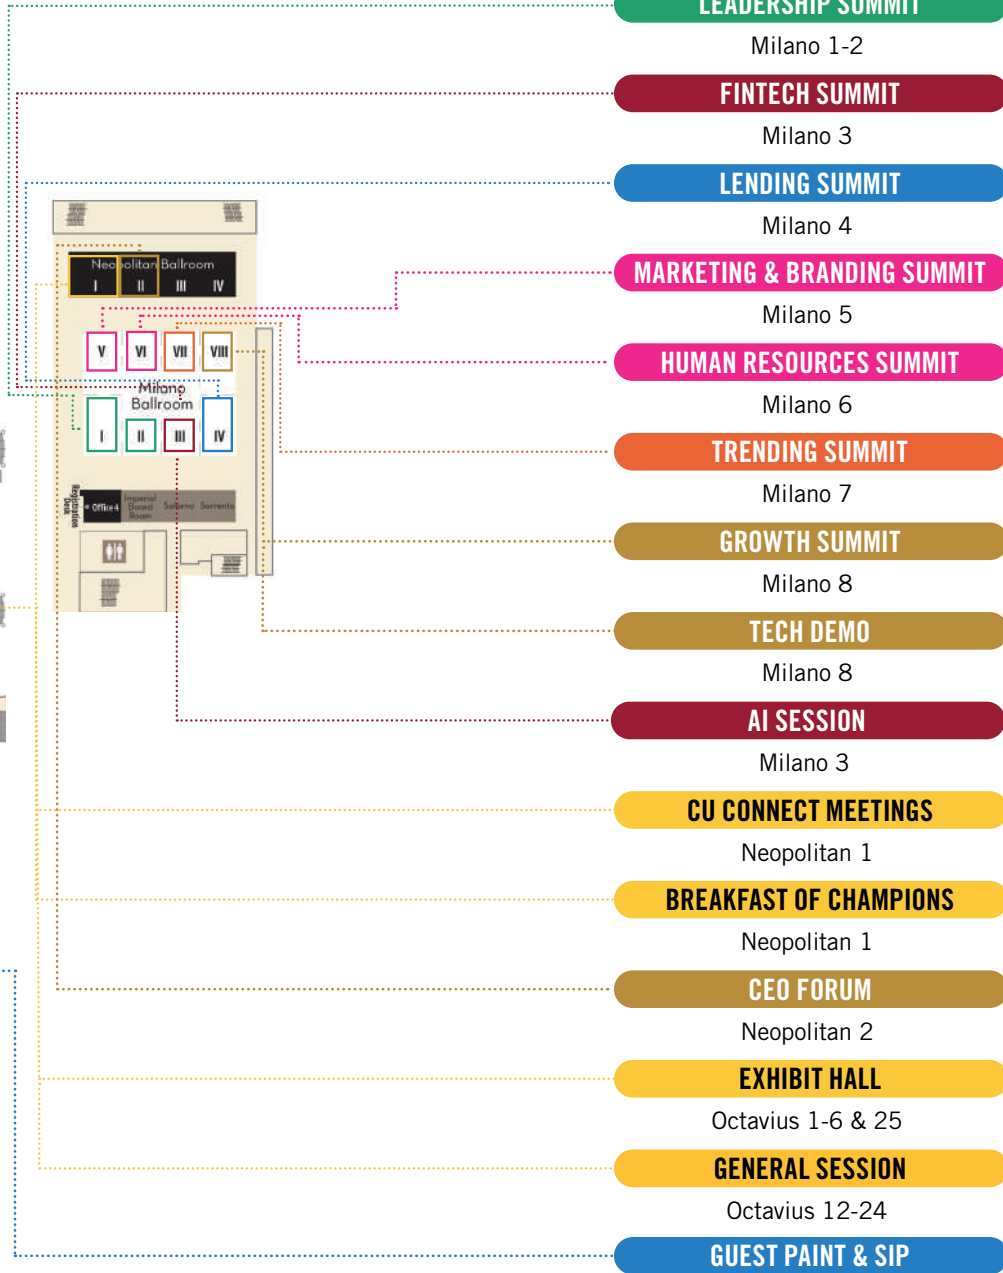 LEADERSHIP SUMMIT
Milano 1-2
FINTECH SUMMIT
Milano 3
LENDING SUMMIT
Milano 4
MARKETING & BRANDING SUMMIT
Milano 5
HUMAN RESOURCES SUMMIT
Milano 6
TRENDING SUMMIT
Milano 7
GROWTH SUMMIT
Milano 8
TECH DEMO
Milano 8
AI SESSION
Milano 3
CU CONNECT MEETINGS
Neopolitan 1
BREAKFAST OF CHAMPIONS
Neopolitan 1
CEO FORUM
Neopolitan 2
EXHIBIT HALL
Octavius 1-6 & 25
GENERAL SESSION
Octavius 12-24
GUEST PAINT & SIP
Neopolitan Ballroom
I II III IV
V VI VII VIII
Milano
Ballroom
I II III IV
Registration
Desk
Office 4
Imperial
Board
Room
Salerno Sorrento